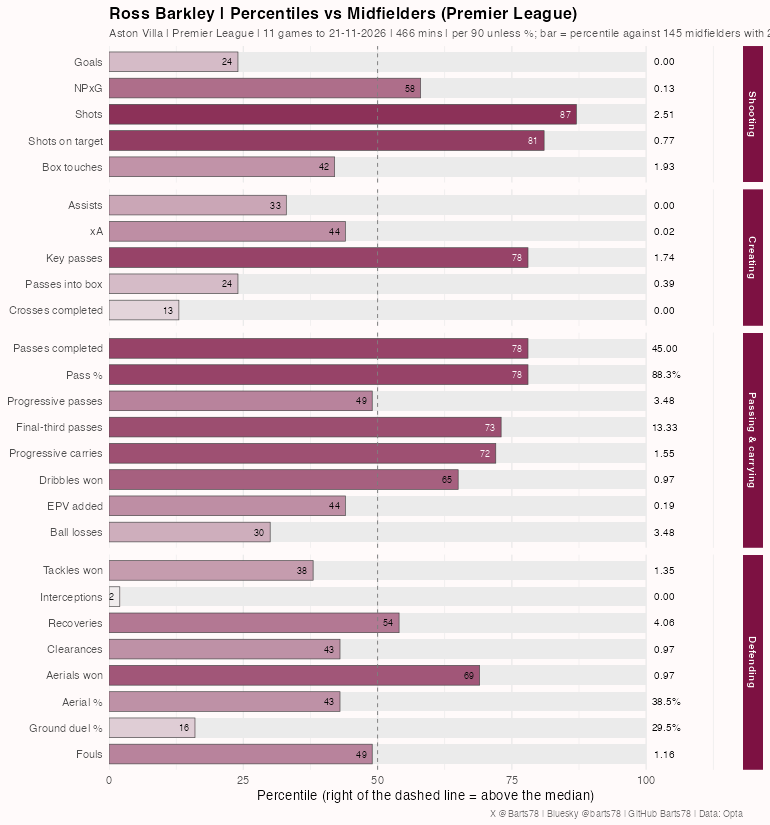 Ross Barkley | Percentiles vs Midfielders (Premier League)
Aston Villa | Premier League | 11 games to 21-11-2026 | 466 mins | per 90 unless %; bar = percentile against 145 midfielders with 2
Goals 24 0.00
NPxG 58 0.13
Shots 87 2.51
Shots on target 81 0.77
Box touches 42 1.93
Shooting
Assists 33 0.00
xA 44 0.02
Key passes 78 1.74
Passes into box 24 0.39
Crosses completed 13 0.00
Creating
Passes completed 78 45.00
Pass % 78 88.3%
Progressive passes 49 3.48
Final-third passes 73 13.33
Progressive carries 72 1.55
Dribbles won 65 0.97
EPV added 44 0.19
Ball losses 30 3.48
Passing & carrying
Tackles won 38 1.35
Interceptions 2 0.00
Recoveries 54 4.06
Clearances 43 0.97
Aerials won 69 0.97
Aerial % 43 38.5%
Ground duel % 16 29.5%
Fouls 49 1.16
Defending
0 25 50 75 100
Percentile (right of the dashed line = above the median)
X @Barts78 | Bluesky @barts78 | GitHub Barts78 | Data: Opta